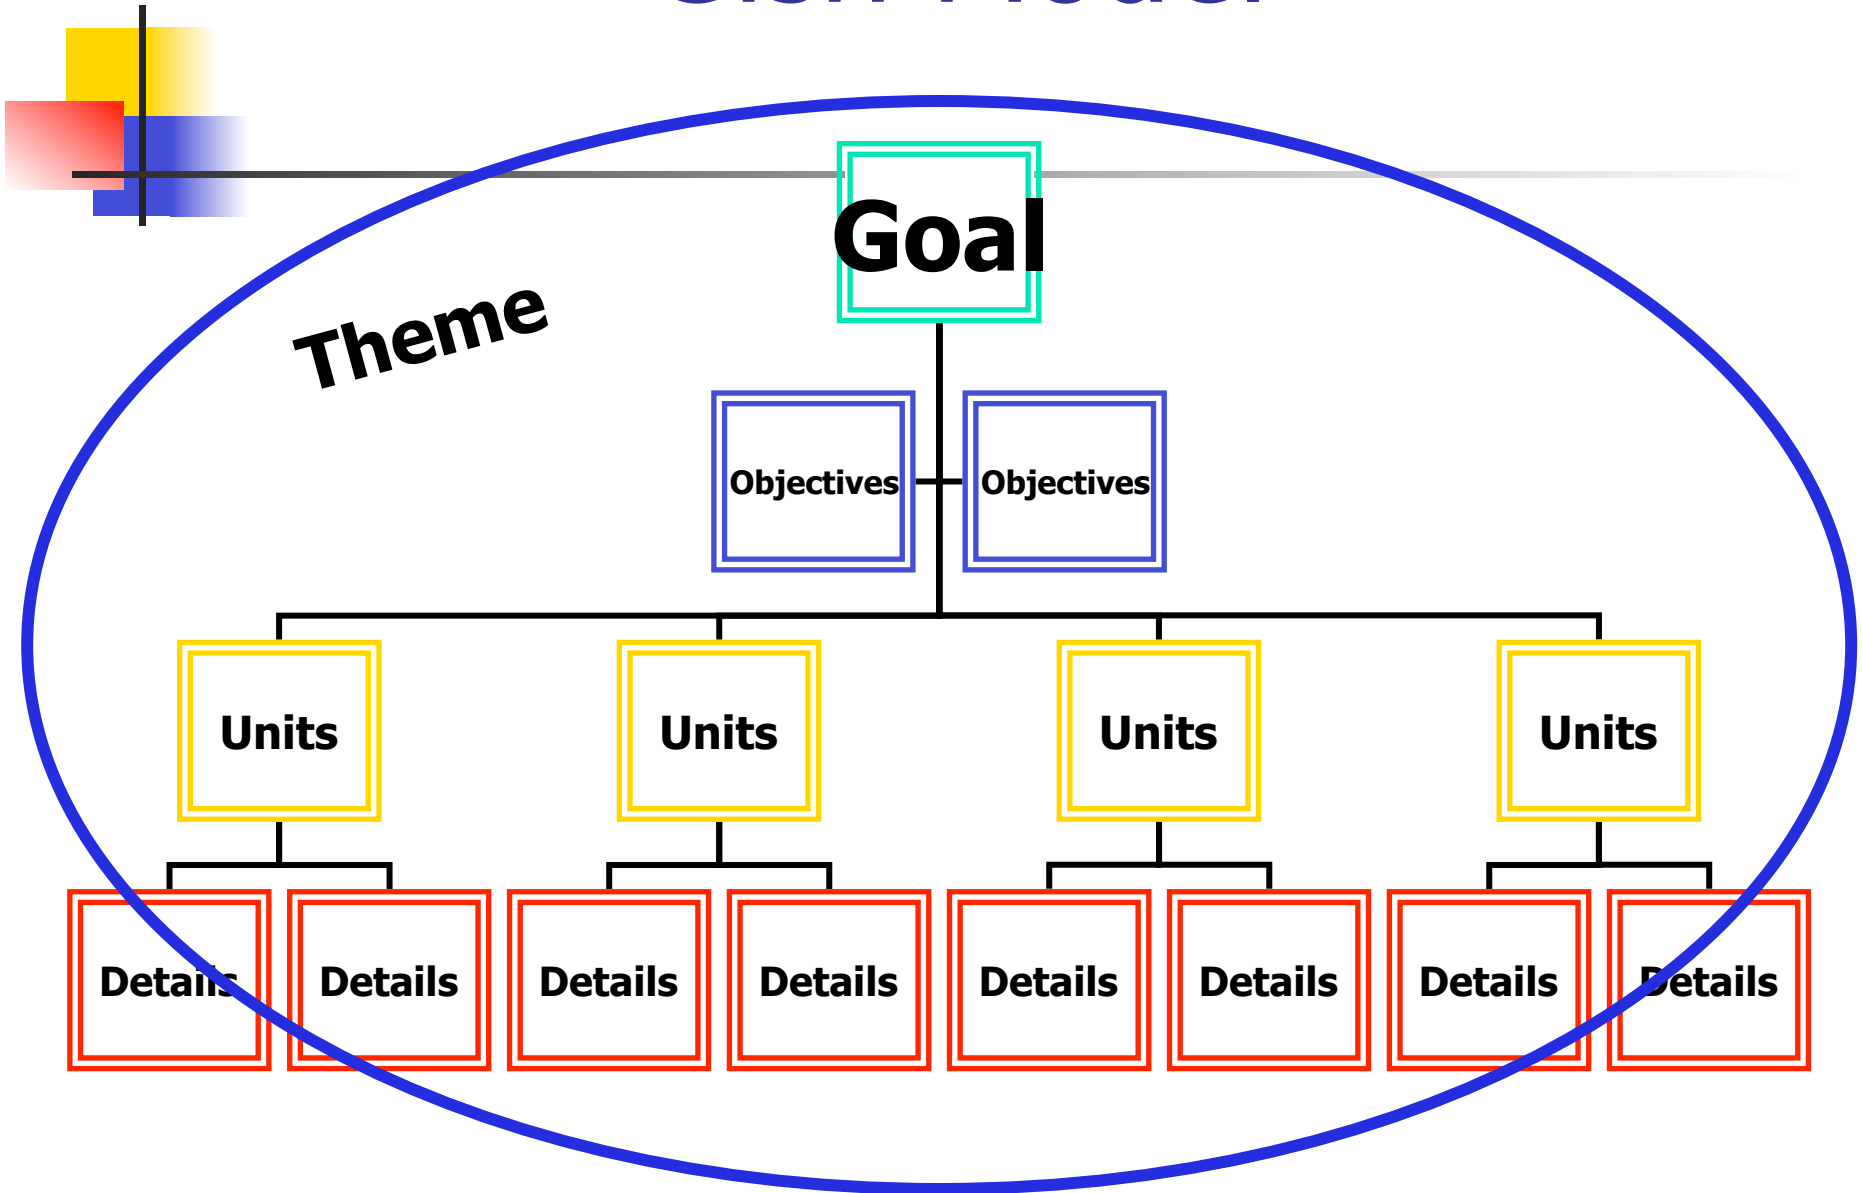 Goal
Theme
Objectives Objectives
Units Units Units Units
Details Details Details Details Details Details Details Details